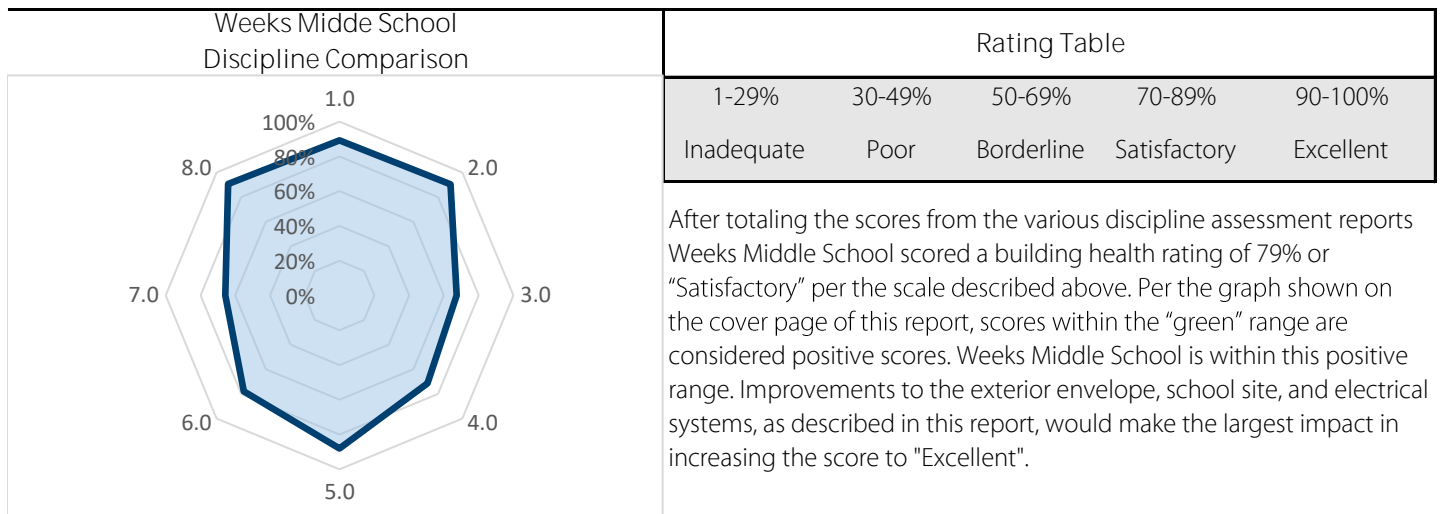 Weeks Midde School
Discipline Comparison
1.0
100%
80%
8.0
2.0
60%
40%
20%
7.0
0%
3.0
6.0
4.0
5.0
Rating Table
1-29% 30-49% 50-69% 70-89% 90-100%
Inadequate Poor Borderline Satisfactory Excellent
After totaling the scores from the various discipline assessment reports
Weeks Middle School scored a building health rating of 79% or
“Satisfactory” per the scale described above. Per the graph shown on
the cover page of this report, scores within the “green” range are
considered positive scores. Weeks Middle School is within this positive
range. Improvements to the exterior envelope, school site, and electrical
systems, as described in this report, would make the largest impact in
increasing the score to "Excellent".